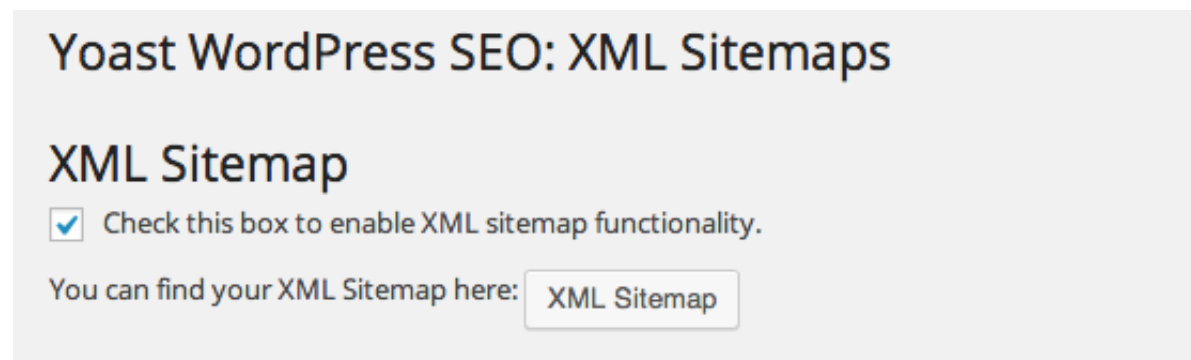 Yoast WordPress SEO: XML Sitemaps
XML Sitemap
Check this box to enable XML sitemap functionality.
You can find your XML Sitemap here: XML Sitemap